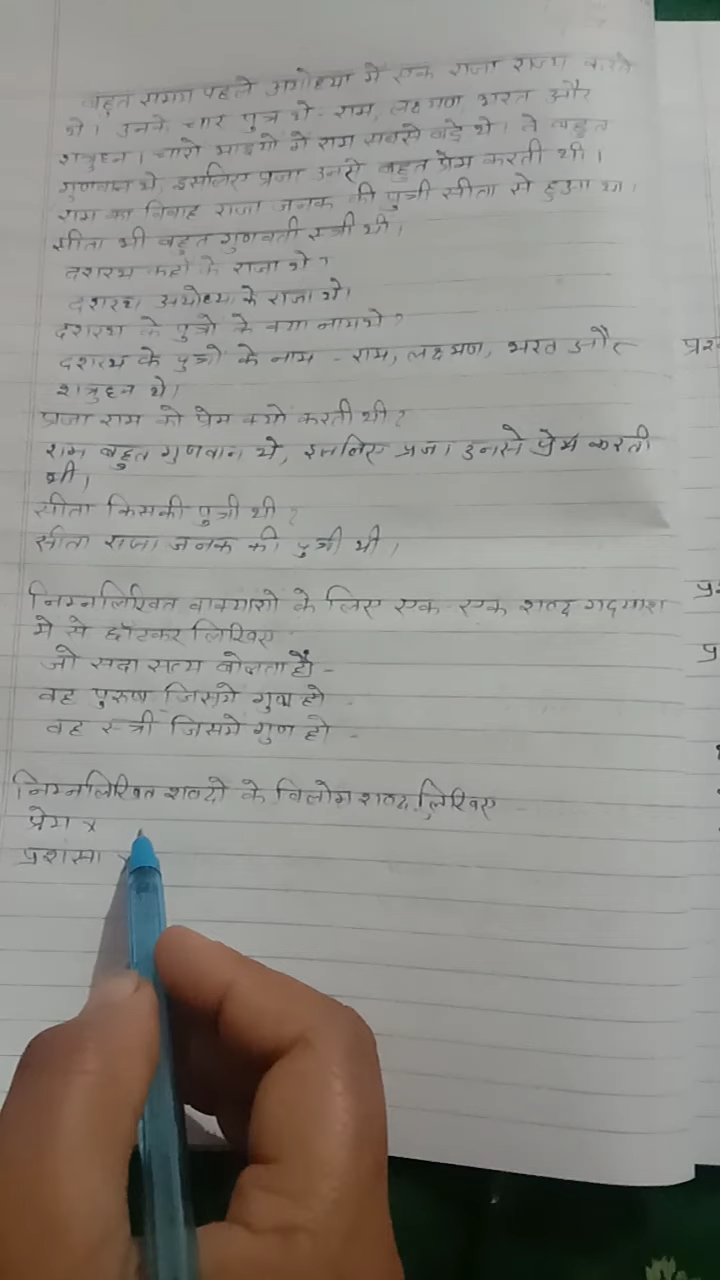 बहुत समय पहले अयोध्या मे एक राजा राज्य करते
थे। उनके चार पुत्र थे- राम, लक्ष्मण भरत और
शत्रुघ्न। चारो भाइयो मे राम सबसे बड़े थे। वे बहुत
गुणवान थे, इसलिए प्रजा उनसे बहुत प्रेम करती थी।
राम का विवाह राजा जनक की पुत्री सीता से हुआ था।
सीता भी बहुत गुणवती स्त्री थी।
दशरथ कहाँ के राजा थे?
दशरथ अयोध्या के राजा थे।
दशरथ के पुत्रो के क्या नाम थे?
दशरथ के पुत्रो के नाम - राम, लक्ष्मण, भरत और
शत्रुघ्न थे।
प्रजा राम को प्रेम क्यो करती थी?
राम बहुत गुणवान थे, इसलिए प्रजा उनसे प्रेम करती
थी।
सीता किसकी पुत्री थी?
सीता राजा जनक की पुत्री थी।
निम्नलिखित वाक्याशो के लिए एक एक शब्द गद्याश
मे से छाँटकर लिखिए
जो सदा सत्य बोलता हो -
वह पुरुष जिसमे गुण हो -
वह स्त्री जिसमे गुण हो -
निम्नलिखित शब्दो के विलोम शब्द लिखिए
प्रेम x
प्रशसा x